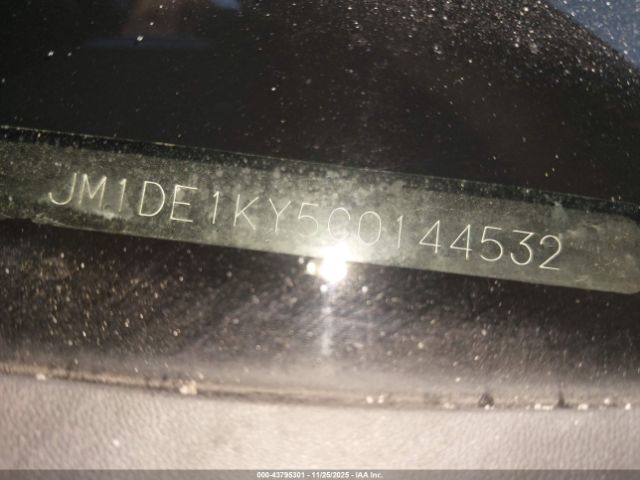 JM1DE1KY5C0144532
000-43795301 - 11/25/2025 - IAA Inc.